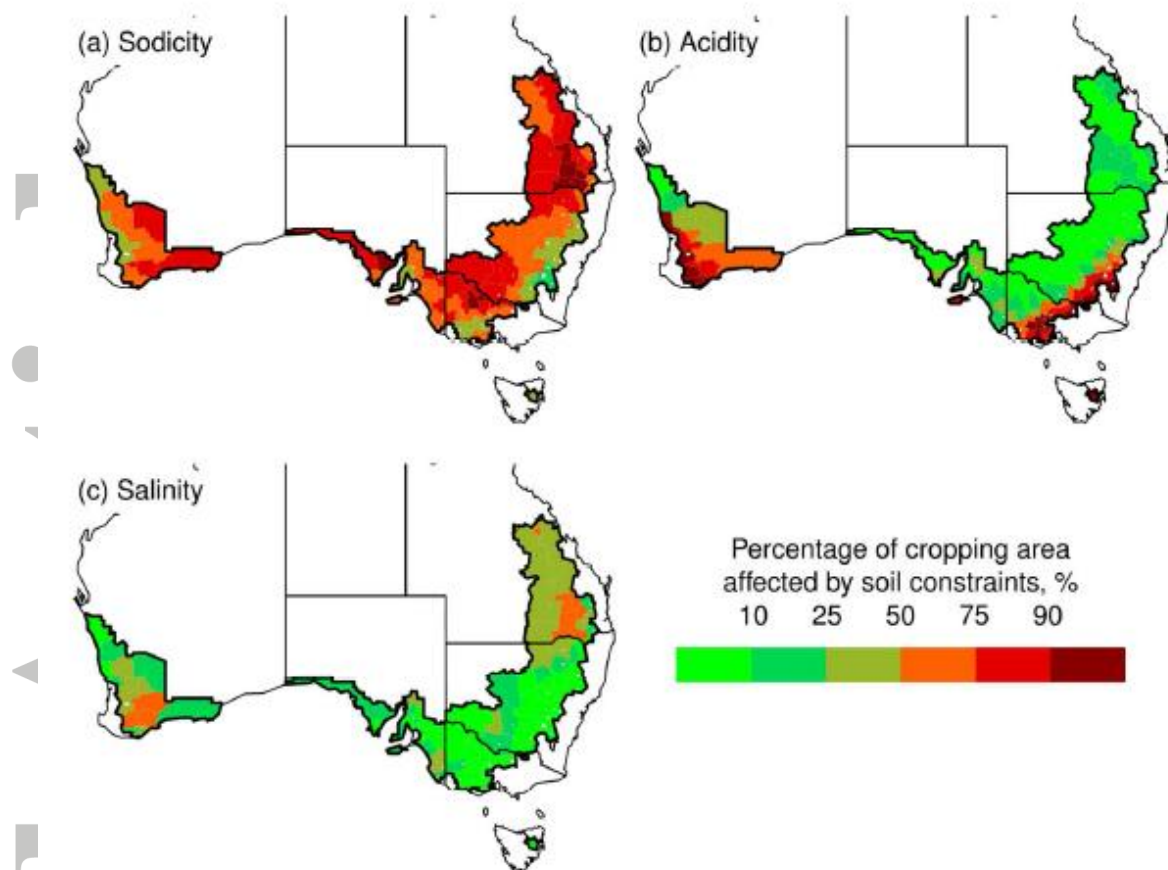 (a) Sodicity
(b) Acidity
(c) Salinity
Percentage of cropping area
affected by soil constraints, %
10 25 50 75 90